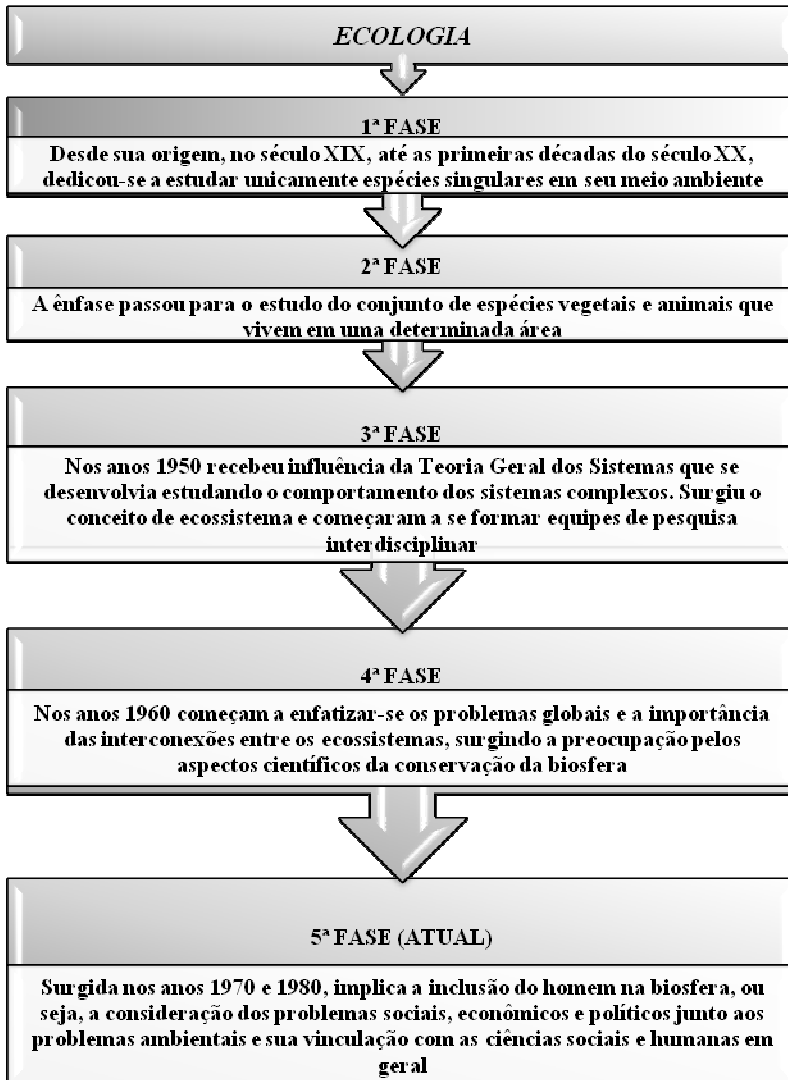 ECOLOGIA
1ª FASE
Desde sua origem, no século XIX, até as primeiras décadas do século XX,
dedicou-se a estudar unicamente espécies singulares em seu meio ambiente
2ª FASE
A ênfase passou para o estudo do conjunto de espécies vegetais e animais que
vivem em uma determinada área
3ª FASE
Nos anos 1950 recebeu influência da Teoria Geral dos Sistemas que se
desenvolvia estudando o comportamento dos sistemas complexos. Surgiu o
conceito de ecossistema e começaram a se formar equipes de pesquisa
interdisciplinar
4ª FASE
Nos anos 1960 começam a enfatizar-se os problemas globais e a importância
das interconexões entre os ecossistemas, surgindo a preocupação pelos
aspectos científicos da conservação da biosfera
5ª FASE (ATUAL)
Surgida nos anos 1970 e 1980, implica a inclusão do homem na biosfera, ou
seja, a consideração dos problemas sociais, econômicos e políticos junto aos
problemas ambientais e sua vinculação com as ciências sociais e humanas em
geral